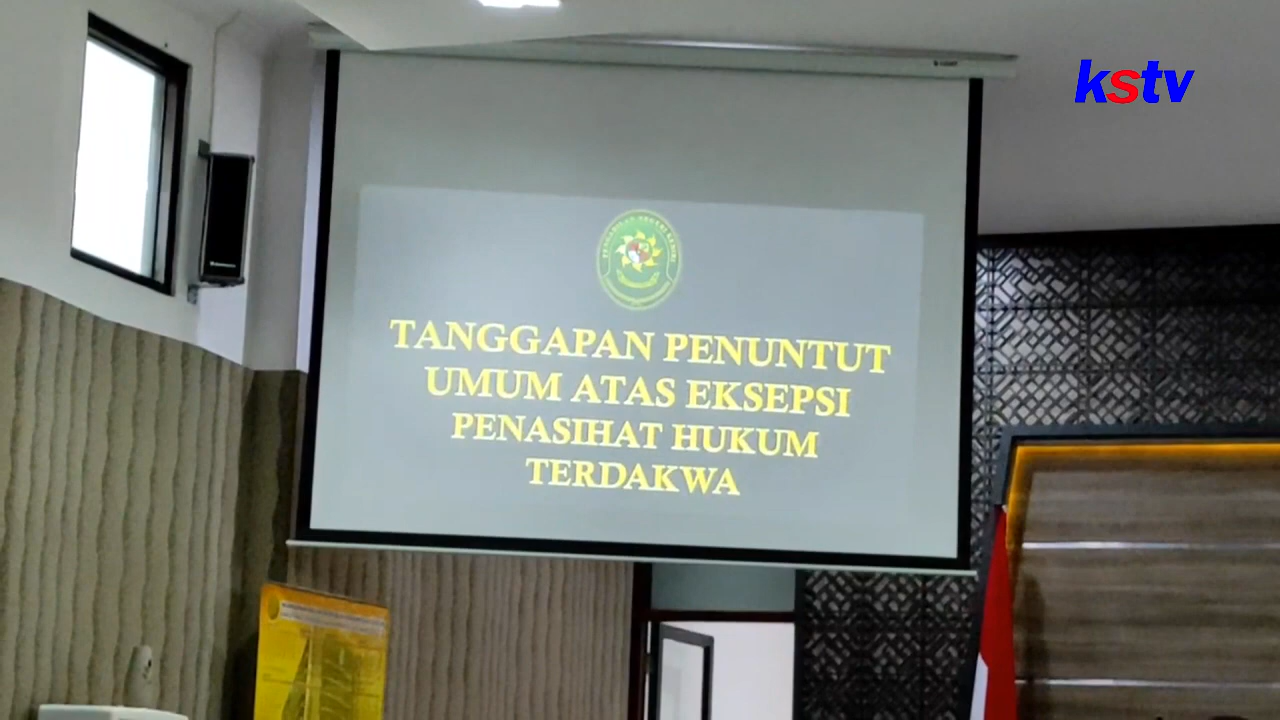 kstv
TANGGAPAN PENUNTUT
UMUM ATAS EKSEPSI
PENASIHAT HUKUM
TERDAKWA